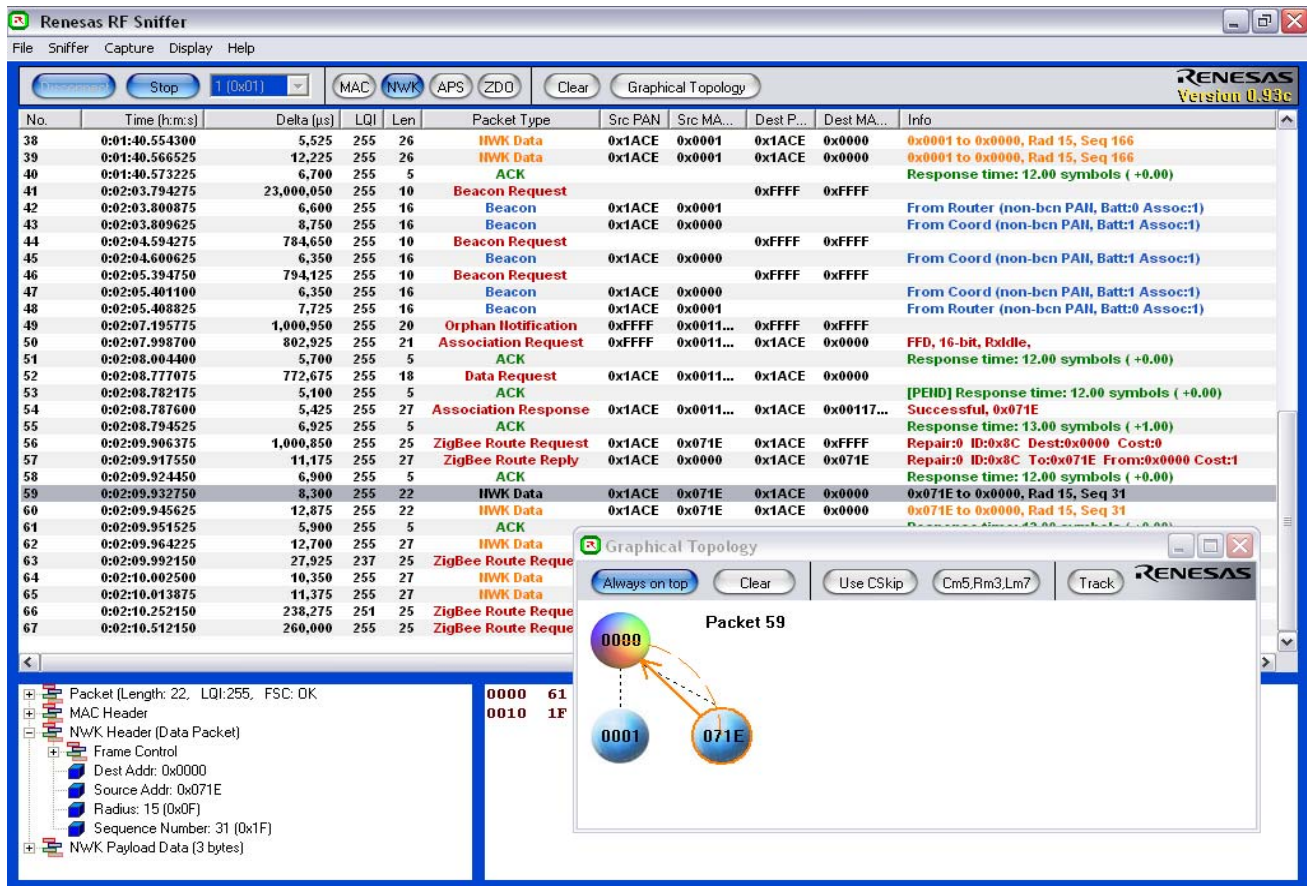 Renesas RF Sniffer
File Sniffer Capture Display Help
Stop 1 (0x01) MAC NWK APS ZDO Clear Graphical Topology RENESAS
Version 0.93c
No. Time (h:m:s) Delta (µs) LQI Len Packet Type Src PAN Src MA... Dest P... Dest MA... Info
38 0:01:40.554300 5,525 255 26 NWK Data 0x1ACE 0x0001 0x1ACE 0x0000 0x0001 to 0x0000, Rad 15, Seq 166
39 0:01:40.566525 12,225 255 26 NWK Data 0x1ACE 0x0001 0x1ACE 0x0000 0x0001 to 0x0000, Rad 15, Seq 166
40 0:01:40.573225 6,700 255 5 ACK Response time: 12.00 symbols ( +0.00)
41 0:02:03.794275 23,000,050 255 10 Beacon Request 0xFFFF 0xFFFF
42 0:02:03.800875 6,600 255 16 Beacon 0x1ACE 0x0001 From Router (non-bcn PAN, Batt:0 Assoc:1)
43 0:02:03.809625 8,750 255 16 Beacon 0x1ACE 0x0000 From Coord (non-bcn PAN, Batt:1 Assoc:1)
44 0:02:04.594275 784,650 255 10 Beacon Request 0xFFFF 0xFFFF
45 0:02:04.600625 6,350 255 16 Beacon 0x1ACE 0x0000 From Coord (non-bcn PAN, Batt:1 Assoc:1)
46 0:02:05.394750 794,125 255 10 Beacon Request 0xFFFF 0xFFFF
47 0:02:05.401100 6,350 255 16 Beacon 0x1ACE 0x0000 From Coord (non-bcn PAN, Batt:1 Assoc:1)
48 0:02:05.408825 7,725 255 16 Beacon 0x1ACE 0x0001 From Router (non-bcn PAN, Batt:0 Assoc:1)
49 0:02:07.195775 1,000,950 255 20 Orphan Notification 0xFFFF 0x0011... 0xFFFF 0xFFFF
50 0:02:07.998700 802,925 255 21 Association Request 0xFFFF 0x0011... 0x1ACE 0x0000 FFD, 16-bit, RxIdle,
51 0:02:08.004400 5,700 255 5 ACK Response time: 12.00 symbols ( +0.00)
52 0:02:08.777075 772,675 255 18 Data Request 0x1ACE 0x0011... 0x1ACE 0x0000
53 0:02:08.782175 5,100 255 5 ACK [PEND] Response time: 12.00 symbols ( +0.00)
54 0:02:08.787600 5,425 255 27 Association Response 0x1ACE 0x0011... 0x1ACE 0x00117... Successful, 0x071E
55 0:02:08.794525 6,925 255 5 ACK Response time: 13.00 symbols ( +1.00)
56 0:02:09.906375 1,000,850 255 25 ZigBee Route Request 0x1ACE 0x071E 0x1ACE 0xFFFF Repair:0 ID:0x8C Dest:0x0000 Cost:0
57 0:02:09.917550 11,175 255 27 ZigBee Route Reply 0x1ACE 0x0000 0x1ACE 0x071E Repair:0 ID:0x8C To:0x071E From:0x0000 Cost:1
58 0:02:09.924450 6,900 255 5 ACK Response time: 12.00 symbols ( +0.00)
59 0:02:09.932750 8,300 255 22 NWK Data 0x1ACE 0x071E 0x1ACE 0x0000 0x071E to 0x0000, Rad 15, Seq 31
60 0:02:09.945625 12,875 255 22 NWK Data 0x1ACE 0x071E 0x1ACE 0x0000 0x071E to 0x0000, Rad 15, Seq 31
61 0:02:09.951525 5,900 255 5 ACK
62 0:02:09.964225 12,700 255 27 NWK Data
63 0:02:09.992150 27,925 237 25 ZigBee Route Reque
64 0:02:10.002500 10,350 255 27 NWK Data
65 0:02:10.013875 11,375 255 27 NWK Data
66 0:02:10.252150 238,275 251 25 ZigBee Route Reque
67 0:02:10.512150 260,000 255 25 ZigBee Route Reque
Graphical Topology
Always on top Clear Use CSkip Cm5,Rm3,Lm7 Track RENESAS
Packet 59
0000
0001 071E
Packet (Length: 22, LQI:255, FSC: OK
MAC Header
NWK Header (Data Packet)
Frame Control
Dest Addr: 0x0000
Source Addr: 0x071E
Radius: 15 (0x0F)
Sequence Number: 31 (0x1F)
NWK Payload Data (3 bytes)
0000 61
0010 1F